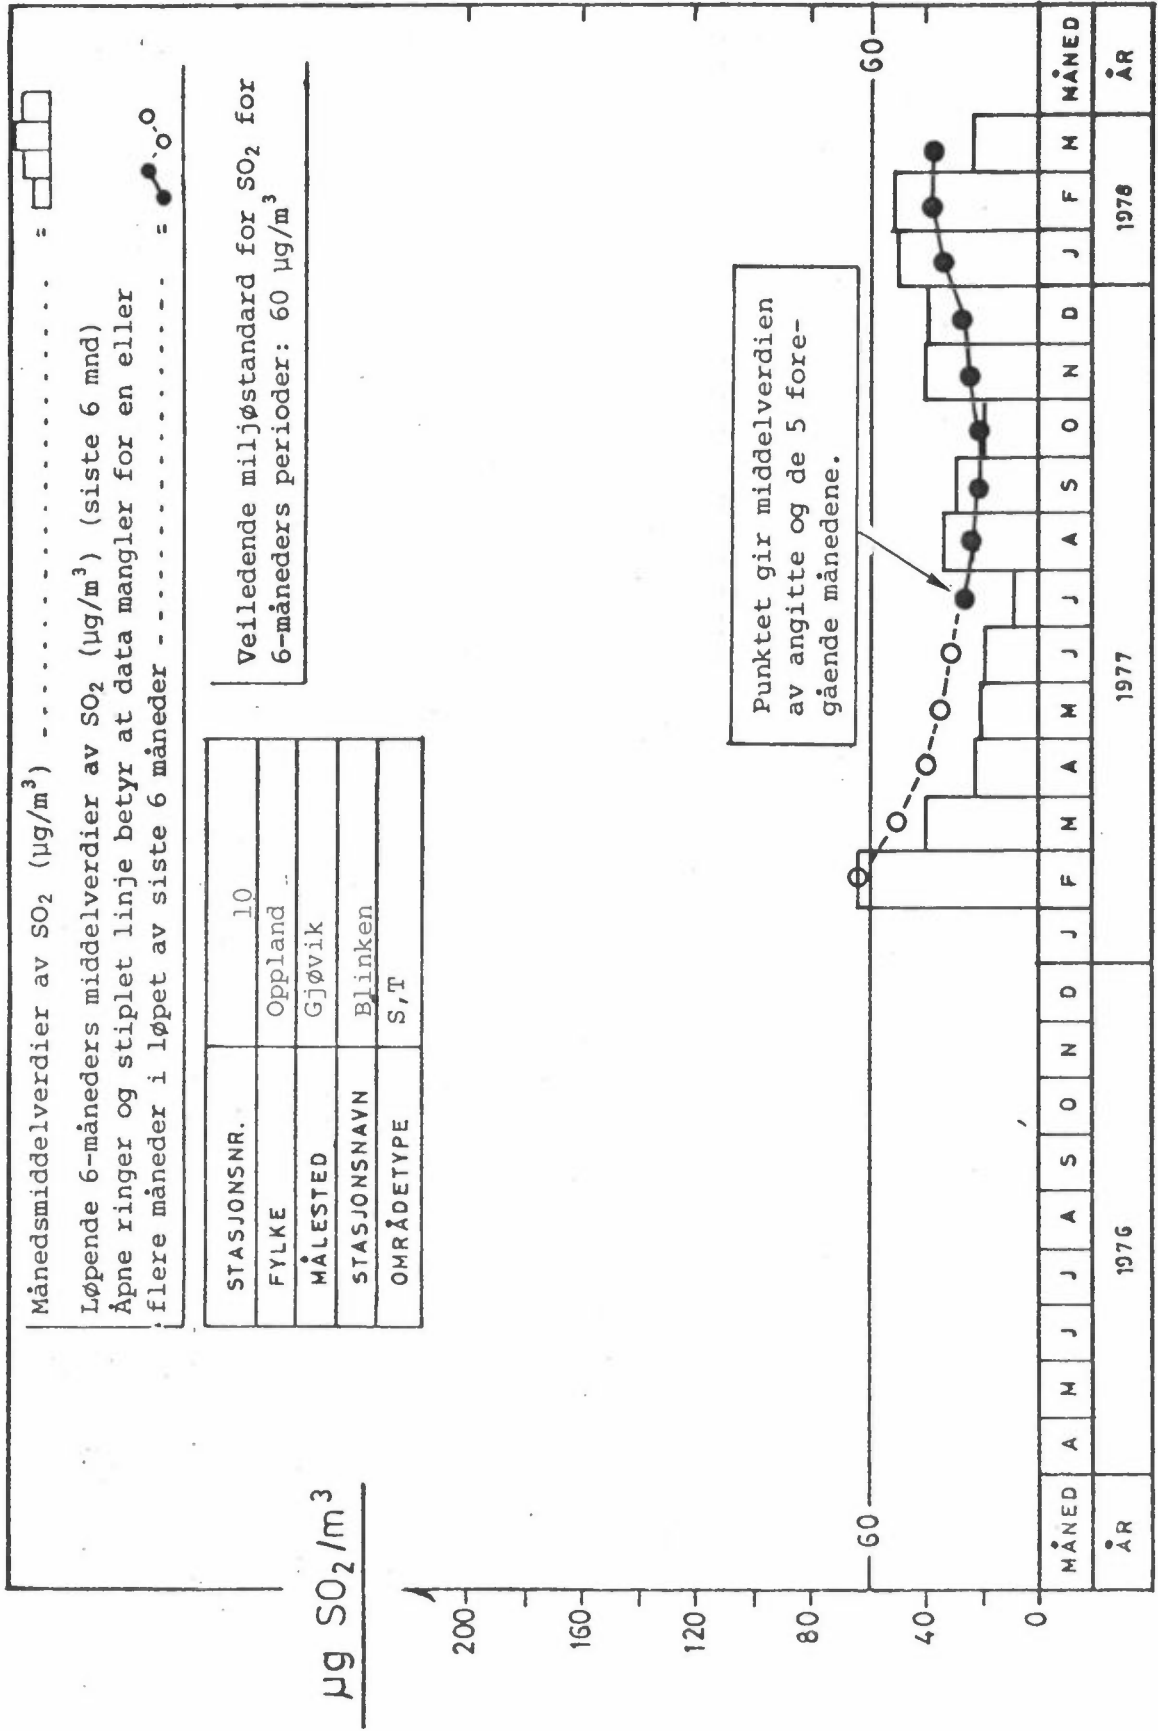 Månedsmiddelverdier av SO₂ (µg/m³) - - - - - - - - - - - - - - - - - - =
Løpende 6-måneders middelverdier av SO₂ (µg/m³) (siste 6 mnd)
Åpne ringer og stiplet linje betyr at data mangler for en eller
flere måneder i løpet av siste 6 måneder - - - - - - - - - - - - - - =
STASJONSNR. 10
FYLKE Oppland
MÅLESTED Gjøvik
STASJONSNAVN Blinken
OMRÅDETYPE S,T
Veiledende miljøstandard for SO₂ for
6-måneders perioder: 60 µg/m³
µg SO₂/m³
200
160
120
80
40
0
60
60
Punktet gir middelverdien
av angitte og de 5 fore-
gående månedene.
MÅNED A M J J A S O N D J F M A M J J A S O N D J F M MÅNED
ÅR 1976 1977 1978 ÅR